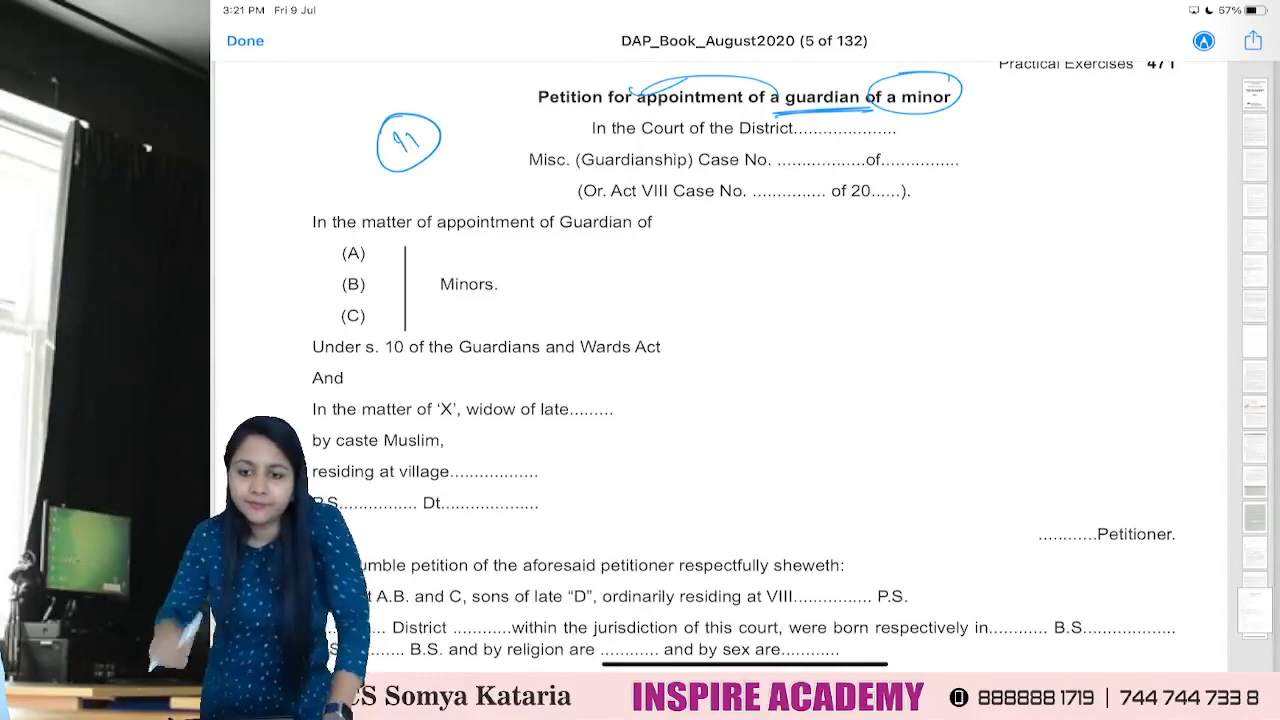 3:21 PM Fri 9 Jul
57%
Done
DAP_Book_August2020 (5 of 132)
Practical Exercises 471
Petition for appointment of a guardian of a minor
In the Court of the District.....................
Misc. (Guardianship) Case No. ..................of...............
(Or. Act VIII Case No. ............... of 20......).
In the matter of appointment of Guardian of
(A)
(B) Minors.
(C)
Under s. 10 of the Guardians and Wards Act
And
In the matter of ‘X’, widow of late.........
by caste Muslim,
residing at village..................
P.S................ Dt....................
............Petitioner.
umble petition of the aforesaid petitioner respectfully sheweth:
t A.B. and C, sons of late “D”, ordinarily residing at VIII................ P.S.
District ............within the jurisdiction of this court, were born respectively in............ B.S...................
B.S. and by religion are ............ and by sex are............
CS Somya Kataria
INSPIRE ACADEMY
888888 1719 | 744 744 733 8